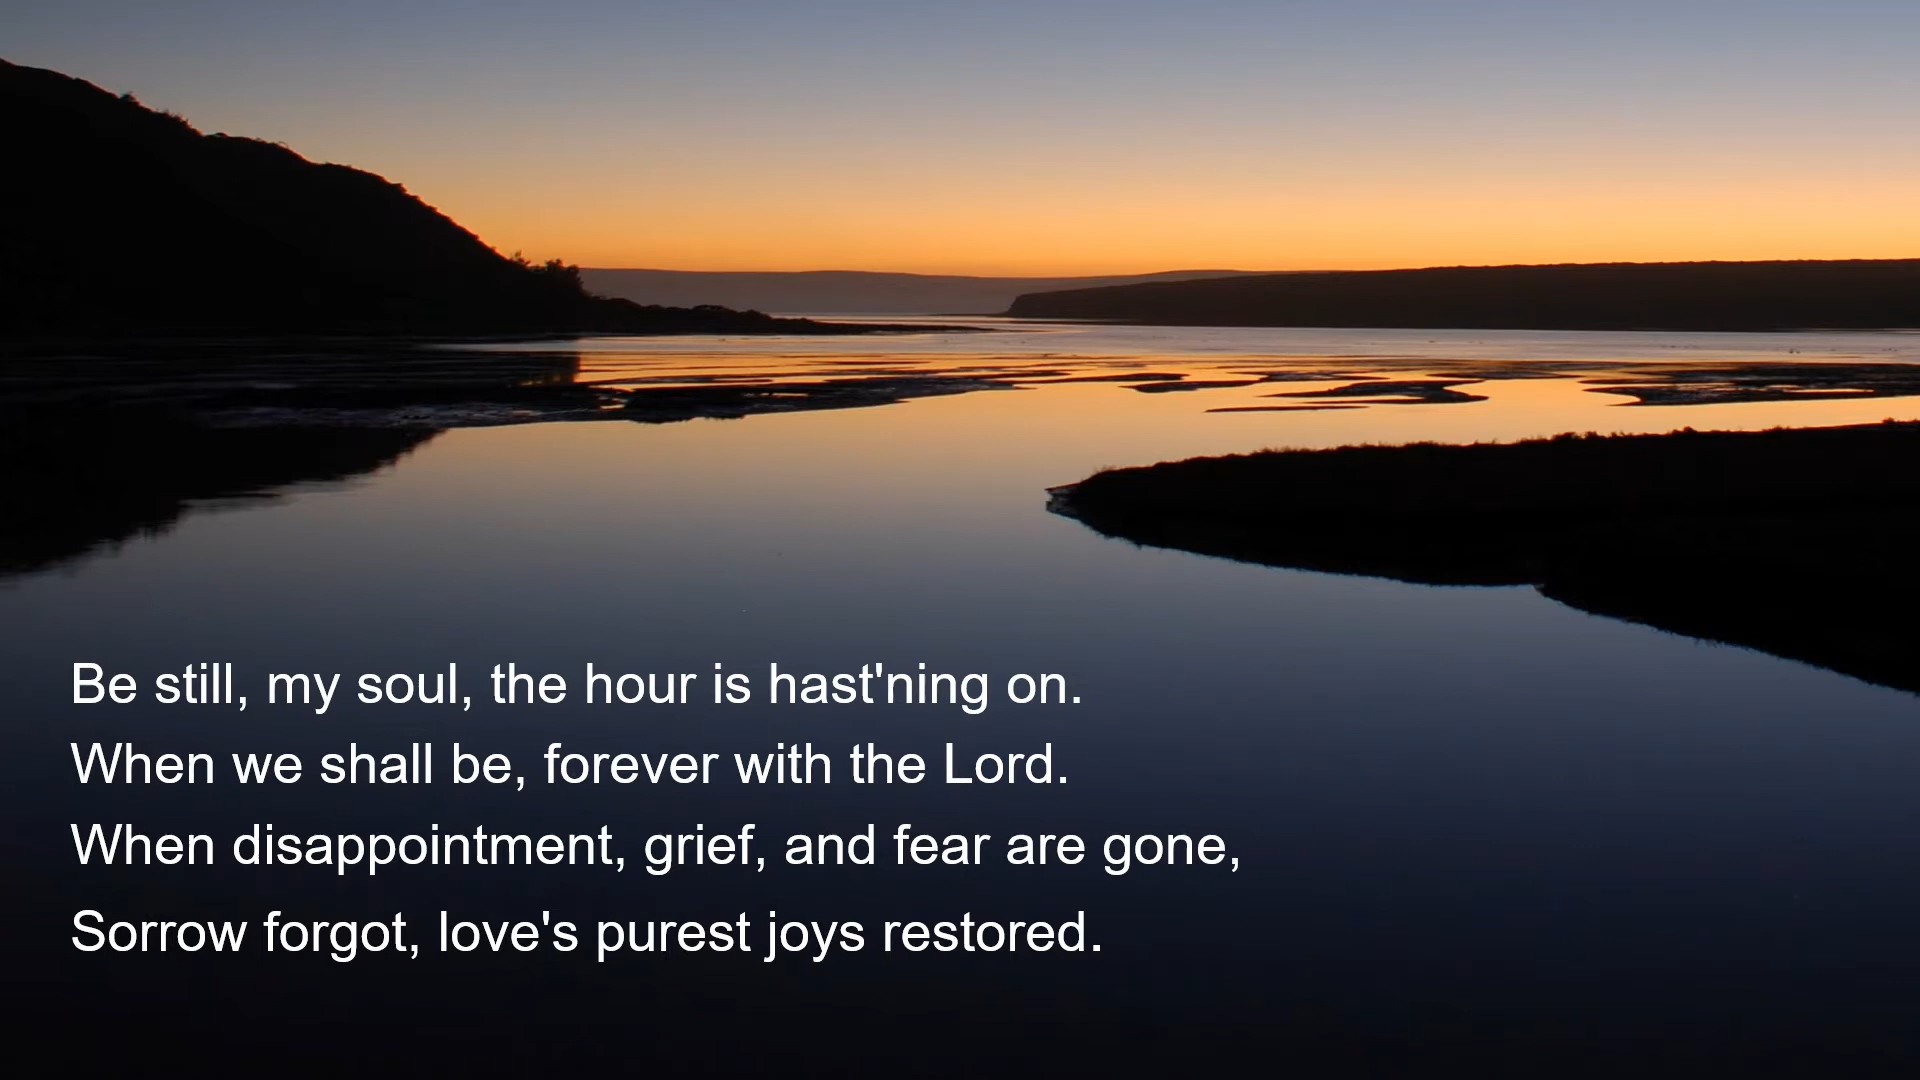 Be still, my soul, the hour is hast'ning on.
When we shall be, forever with the Lord.
When disappointment, grief, and fear are gone,
Sorrow forgot, love's purest joys restored.